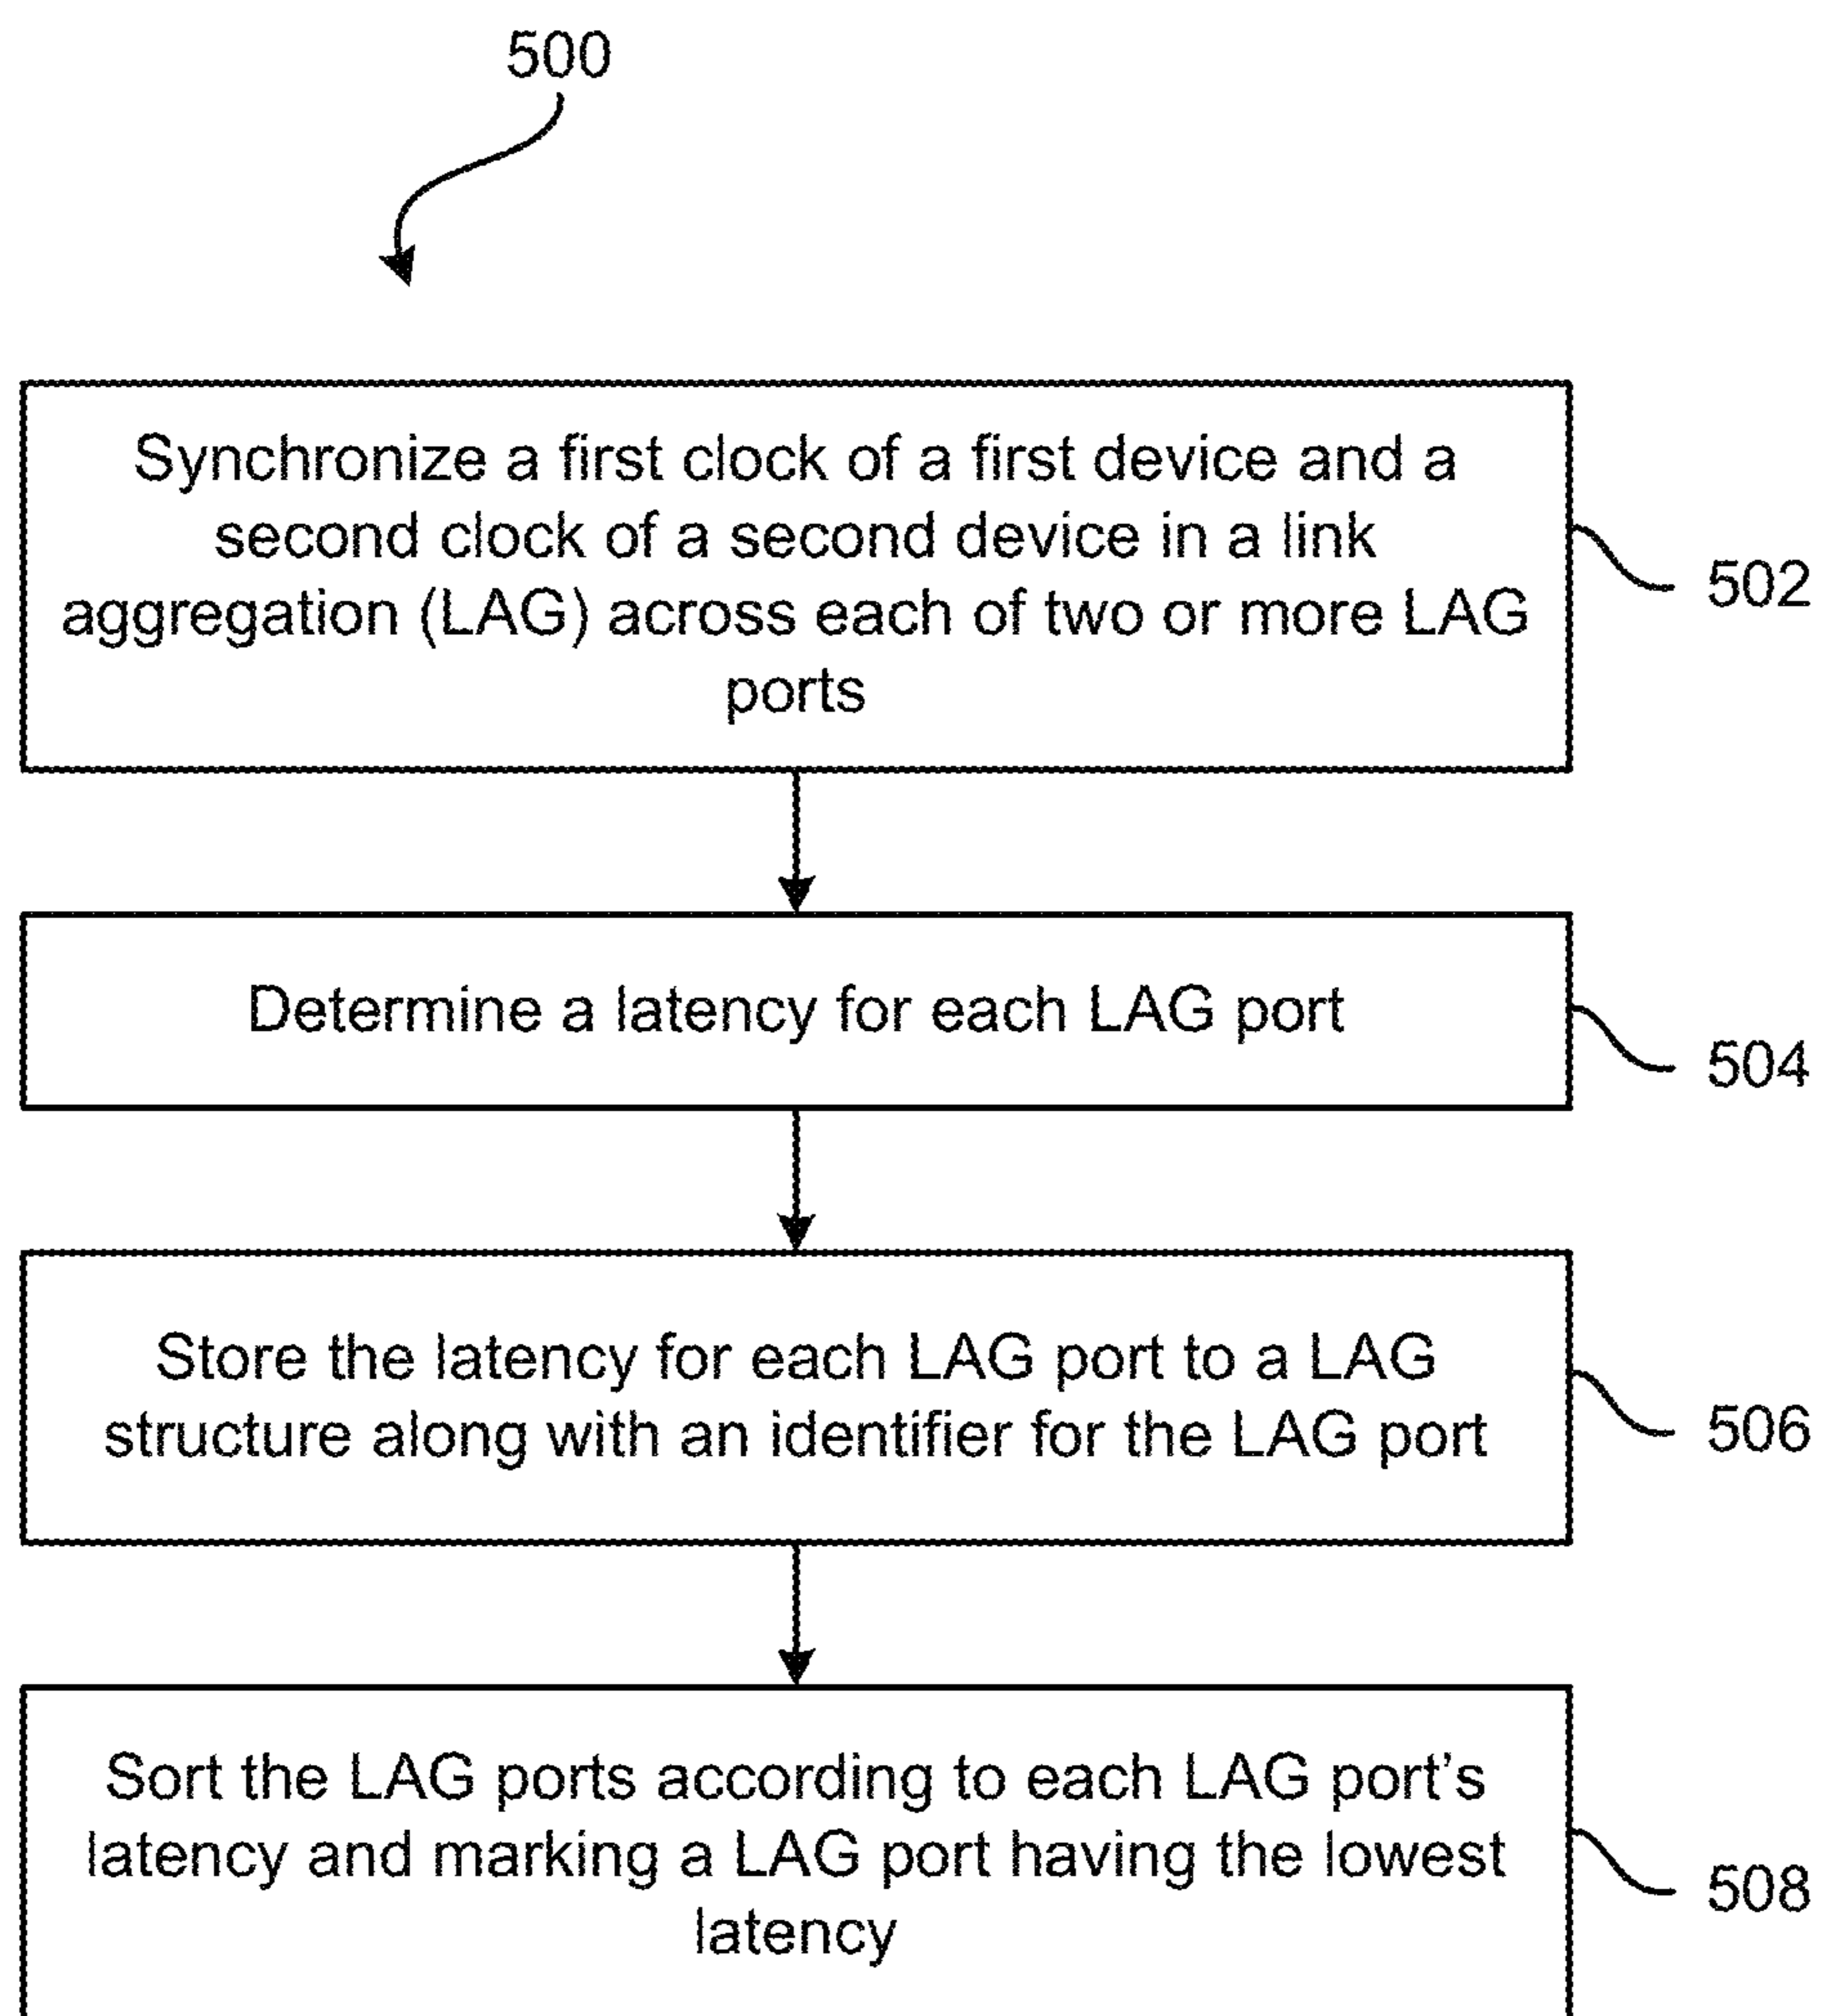 500
Synchronize a first clock of a first device and a
second clock of a second device in a link
aggregation (LAG) across each of two or more LAG
ports
502
Determine a latency for each LAG port
504
Store the latency for each LAG port to a LAG
structure along with an identifier for the LAG port
506
Sort the LAG ports according to each LAG port's
latency and marking a LAG port having the lowest
latency
508